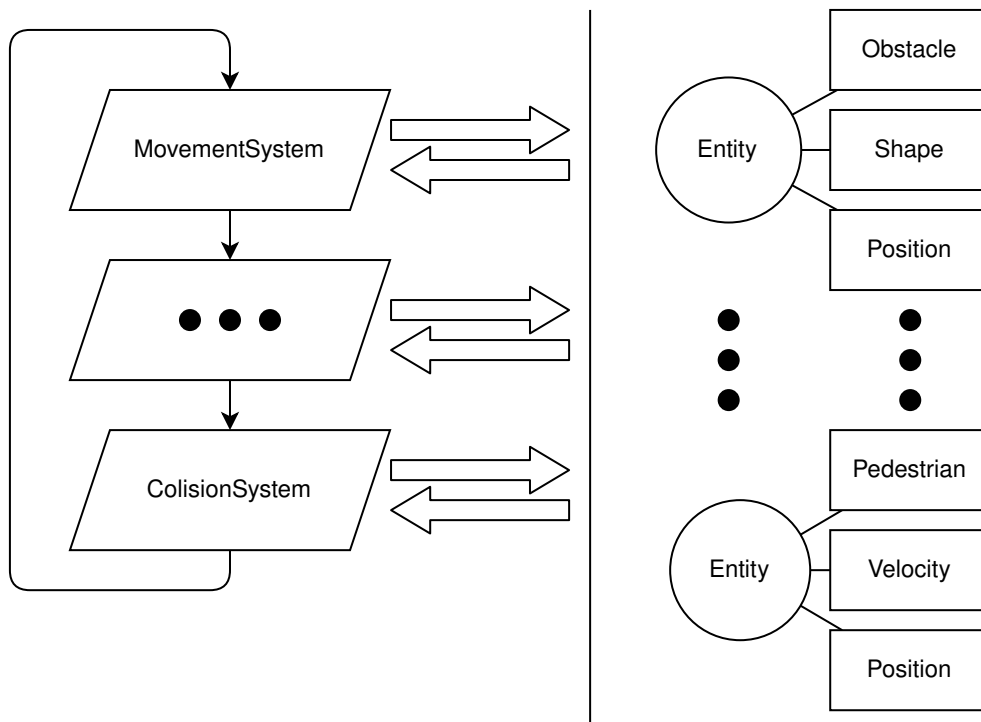 MovementSystem
ColisionSystem
Entity
Obstacle
Shape
Position
Entity
Pedestrian
Velocity
Position